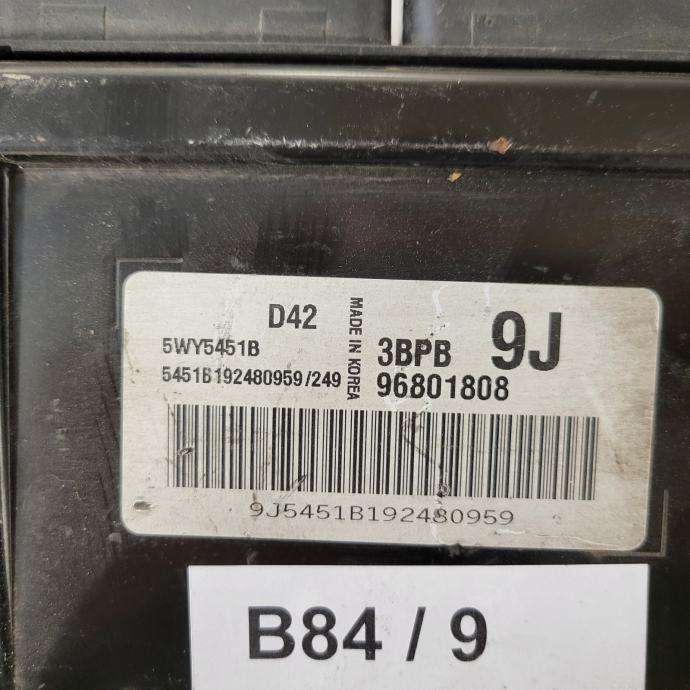 D42
MADE IN KOREA
9J
5WY5451B
3BPB
5451B192480959/249
96801808
9J5451B192480959
B84 / 9